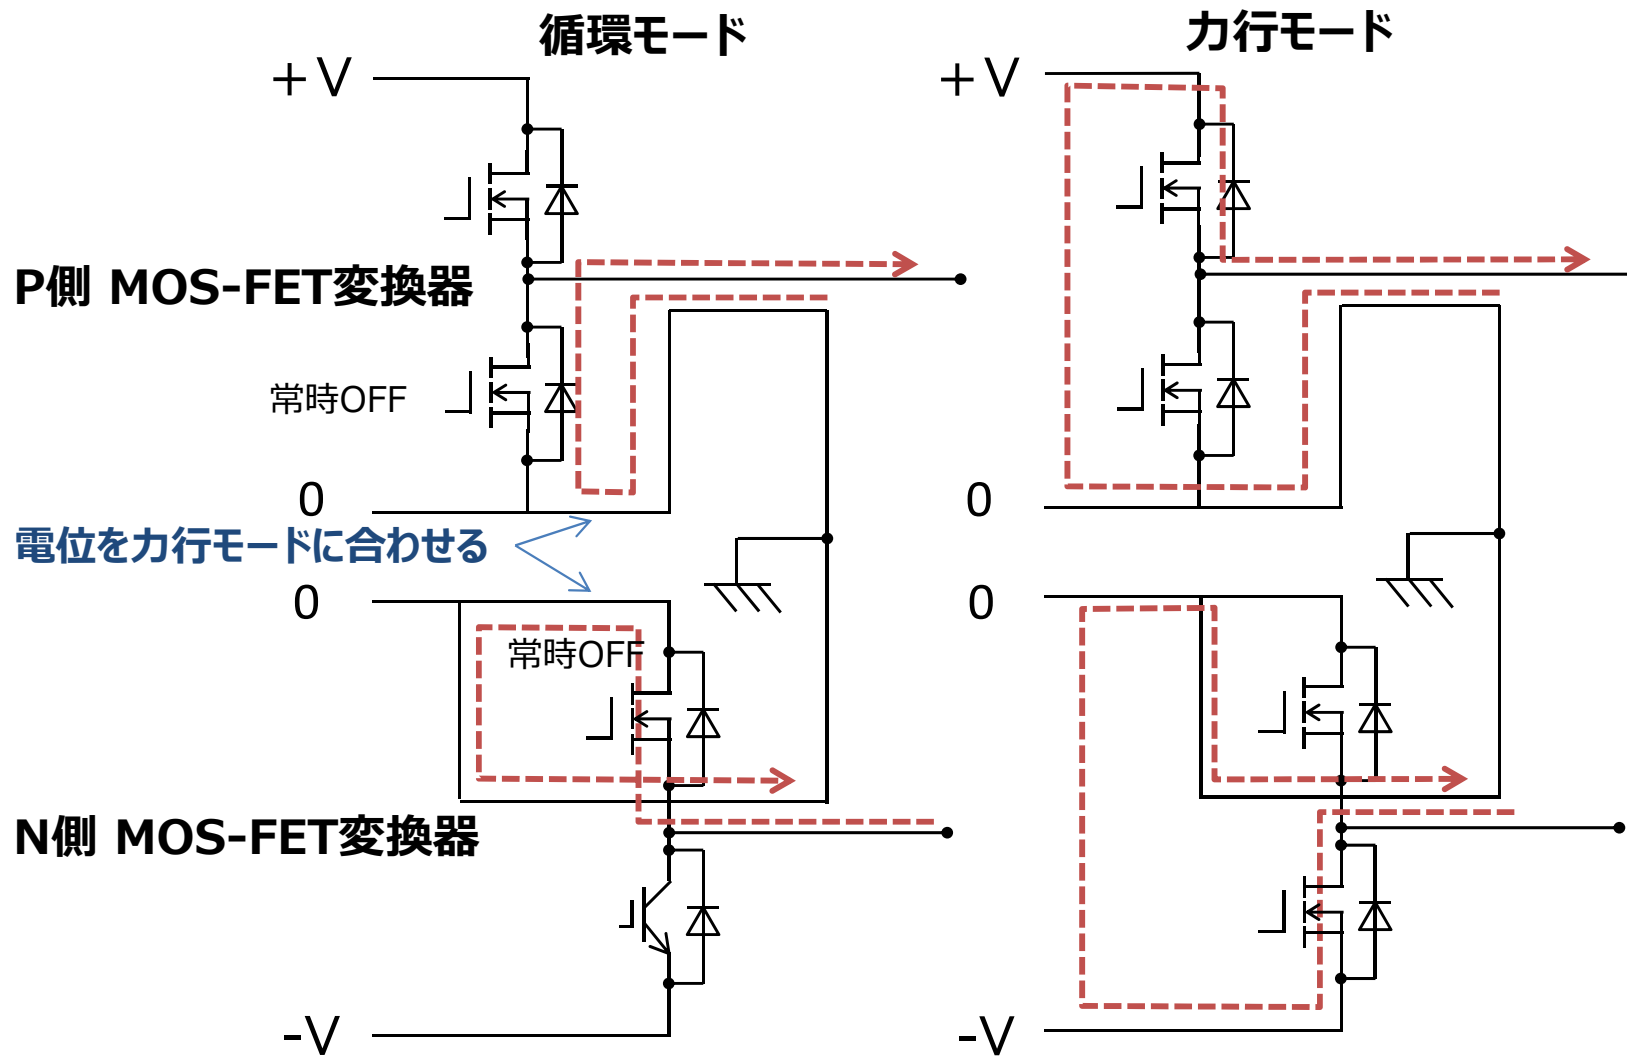 循環モード
力行モード
+V
+V
P側 MOS-FET変換器
常時OFF
0
0
電位を力行モードに合わせる
0
0
常時OFF
N側 MOS-FET変換器
-V
-V